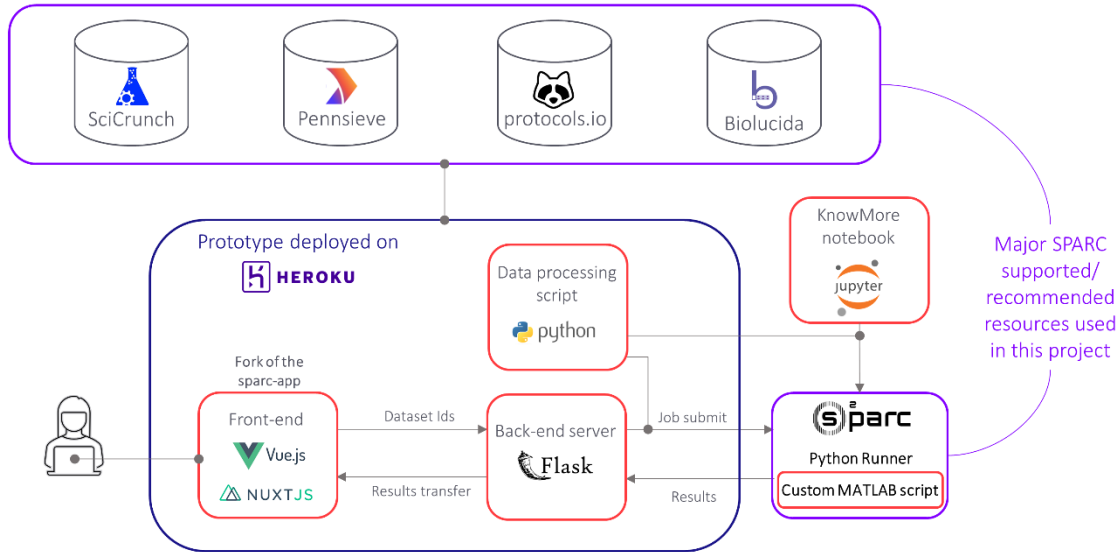 SciCrunch
Pennsieve
protocols.io
Biolucida
Prototype deployed on
HEROKU
Data processing
script
python
KnowMore
notebook
jupyter
Major SPARC
supported/
recommended
resources used
in this project
Fork of the
sparc-app
Front-end
Vue.js
NUXTJS
Dataset Ids
Results transfer
Back-end server
Flask
Job submit
Results
s2parc
Python Runner
Custom MATLAB script